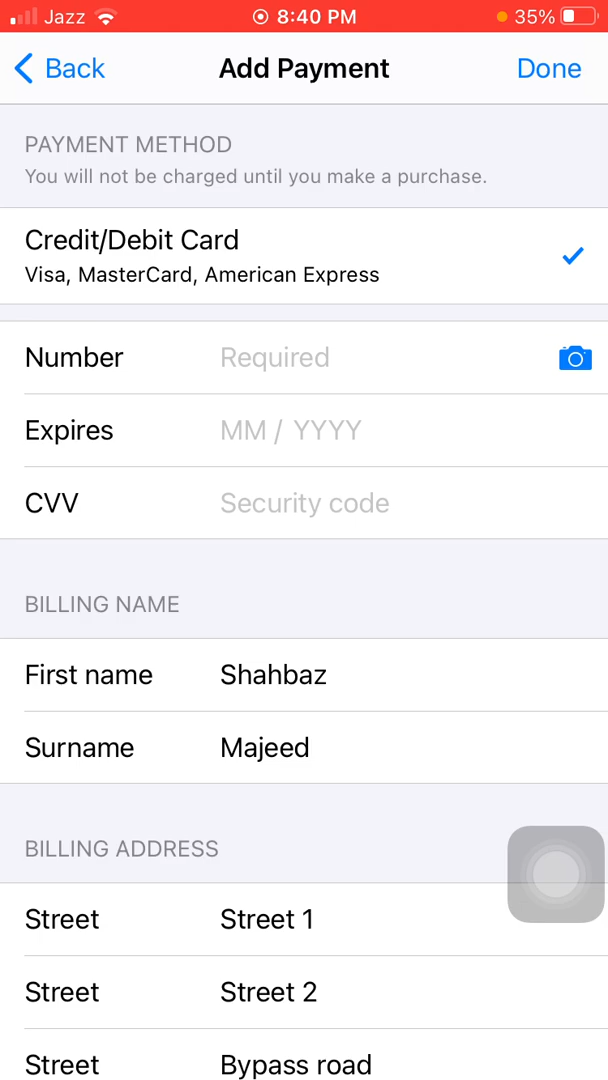 Jazz 8:40 PM 35%
Back Add Payment Done
PAYMENT METHOD
You will not be charged until you make a purchase.
Credit/Debit Card
Visa, MasterCard, American Express
Number Required
Expires MM / YYYY
CVV Security code
BILLING NAME
First name Shahbaz
Surname Majeed
BILLING ADDRESS
Street Street 1
Street Street 2
Street Bypass road